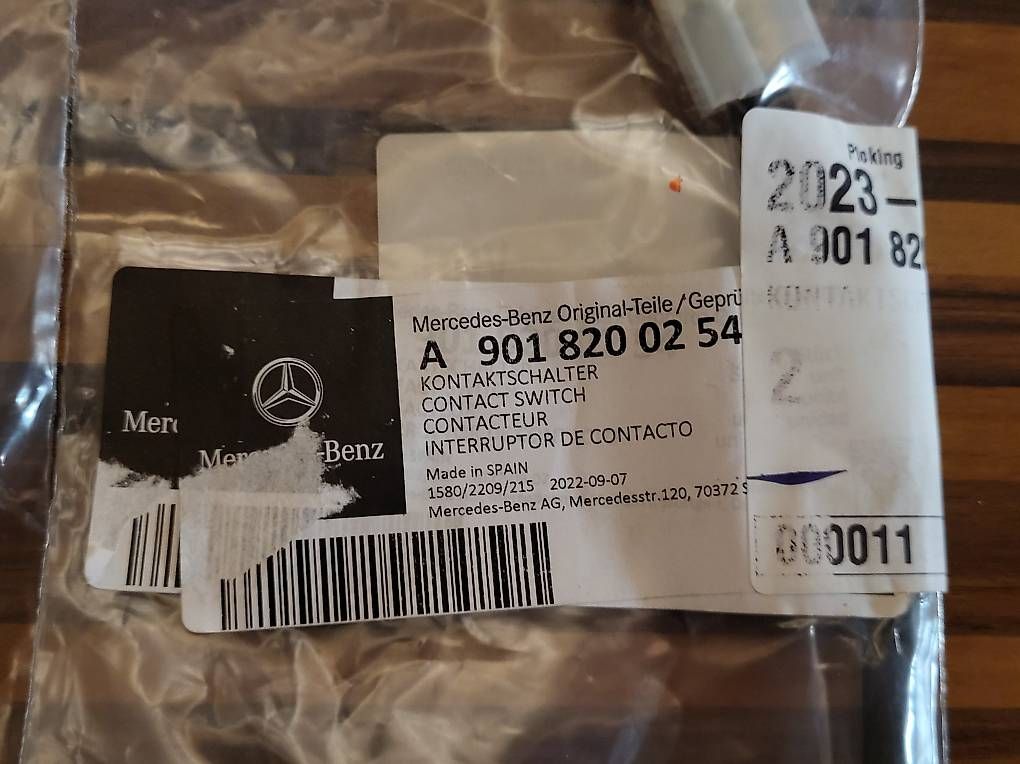 Mercedes-Benz Original-Teile/Geprü
A 901 820 02 54
KONTAKTSCHALTER
CONTACT SWITCH
CONTACTEUR
INTERRUPTOR DE CONTACTO
Made in SPAIN
1580/2209/215 2022-09-07
Mercedes-Benz AG, Mercedesstr.120, 70372 S
Merc
Mer -Benz
Picking
2023-
A 901 82
KONTAKTS
2
000011